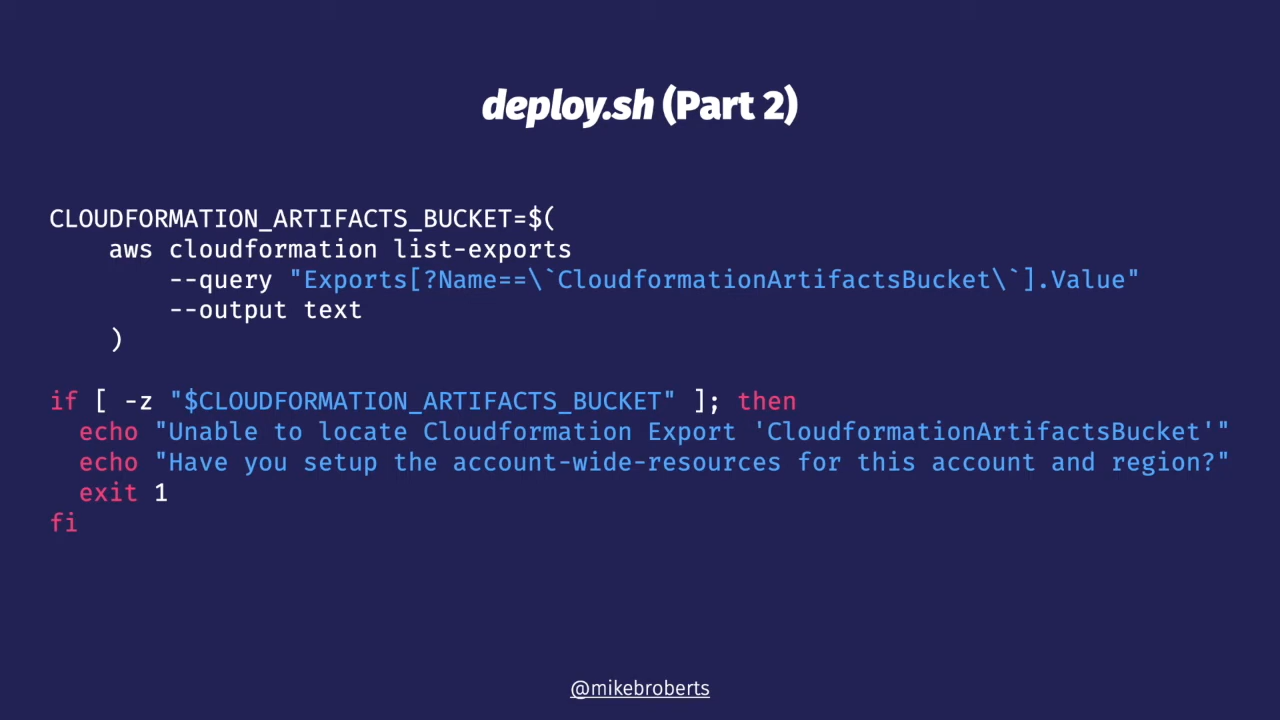 deploy.sh (Part 2)
CLOUDFORMATION_ARTIFACTS_BUCKET=$(
    aws cloudformation list-exports
        --query "Exports[?Name==\`CloudformationArtifactsBucket\`].Value"
        --output text
    )
if [ -z "$CLOUDFORMATION_ARTIFACTS_BUCKET" ]; then
  echo "Unable to locate Cloudformation Export 'CloudformationArtifactsBucket'"
  echo "Have you setup the account-wide-resources for this account and region?"
  exit 1
fi
@mikebroberts